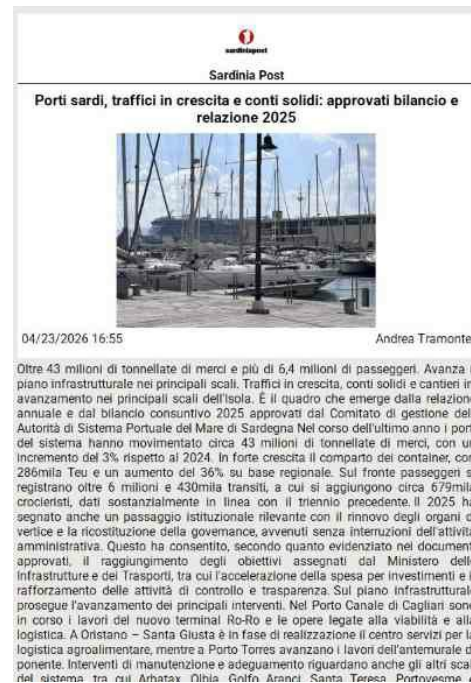 sardiniapost
Sardinia Post
Porti sardi, traffici in crescita e conti solidi: approvati bilancio e
relazione 2025
04/23/2026 16:55
Andrea Tramonte
Oltre 43 milioni di tonnellate di merci e più di 6,4 milioni di passeggeri. Avanza i
piano infrastrutturale nei principali scali. Traffici in crescita, conti solidi e cantieri in
avanzamento nei principali scali dell'Isola. È il quadro che emerge dalla relazione
annuale e dal bilancio consuntivo 2025 approvati dal Comitato di gestione del
Autorità di Sistema Portuale del Mare di Sardegna Nel corso dell'ultimo anno i port
del sistema hanno movimentato circa 43 milioni di tonnellate di merci, con un
incremento del 3% rispetto al 2024. In forte crescita il comparto dei container, con
286mila Teu e un aumento del 36% su base regionale. Sul fronte passeggeri s
registrano oltre 6 milioni e 430mila transiti, a cui si aggiungono circa 679mila
crocieristi, dati sostanzialmente in linea con il triennio precedente. Il 2025 ha
segnato anche un passaggio istituzionale rilevante con il rinnovo degli organi d
vertice e la ricostituzione della governance, avvenuti senza interruzioni dell'attività
amministrativa. Questo ha consentito, secondo quanto evidenziato nei document
approvati, il raggiungimento degli obiettivi assegnati dal Ministero delle
Infrastrutture e dei Trasporti, tra cui l'accelerazione della spesa per investimenti e i
rafforzamento delle attività di controllo e trasparenza. Sul piano infrastrutturale
prosegue l'avanzamento dei principali interventi. Nel Porto Canale di Cagliari sono
in corso i lavori del nuovo terminal Ro-Ro e le opere legate alla viabilità e alla
logistica. A Oristano – Santa Giusta è in fase di realizzazione il centro servizi per la
logistica agroalimentare, mentre a Porto Torres avanzano i lavori dell'antemurale d
ponente. Interventi di manutenzione e adeguamento riguardano anche gli altri scal
del sistema, tra cui Arbatax, Olbia, Golfo Aranci, Santa Teresa, Portovesme e